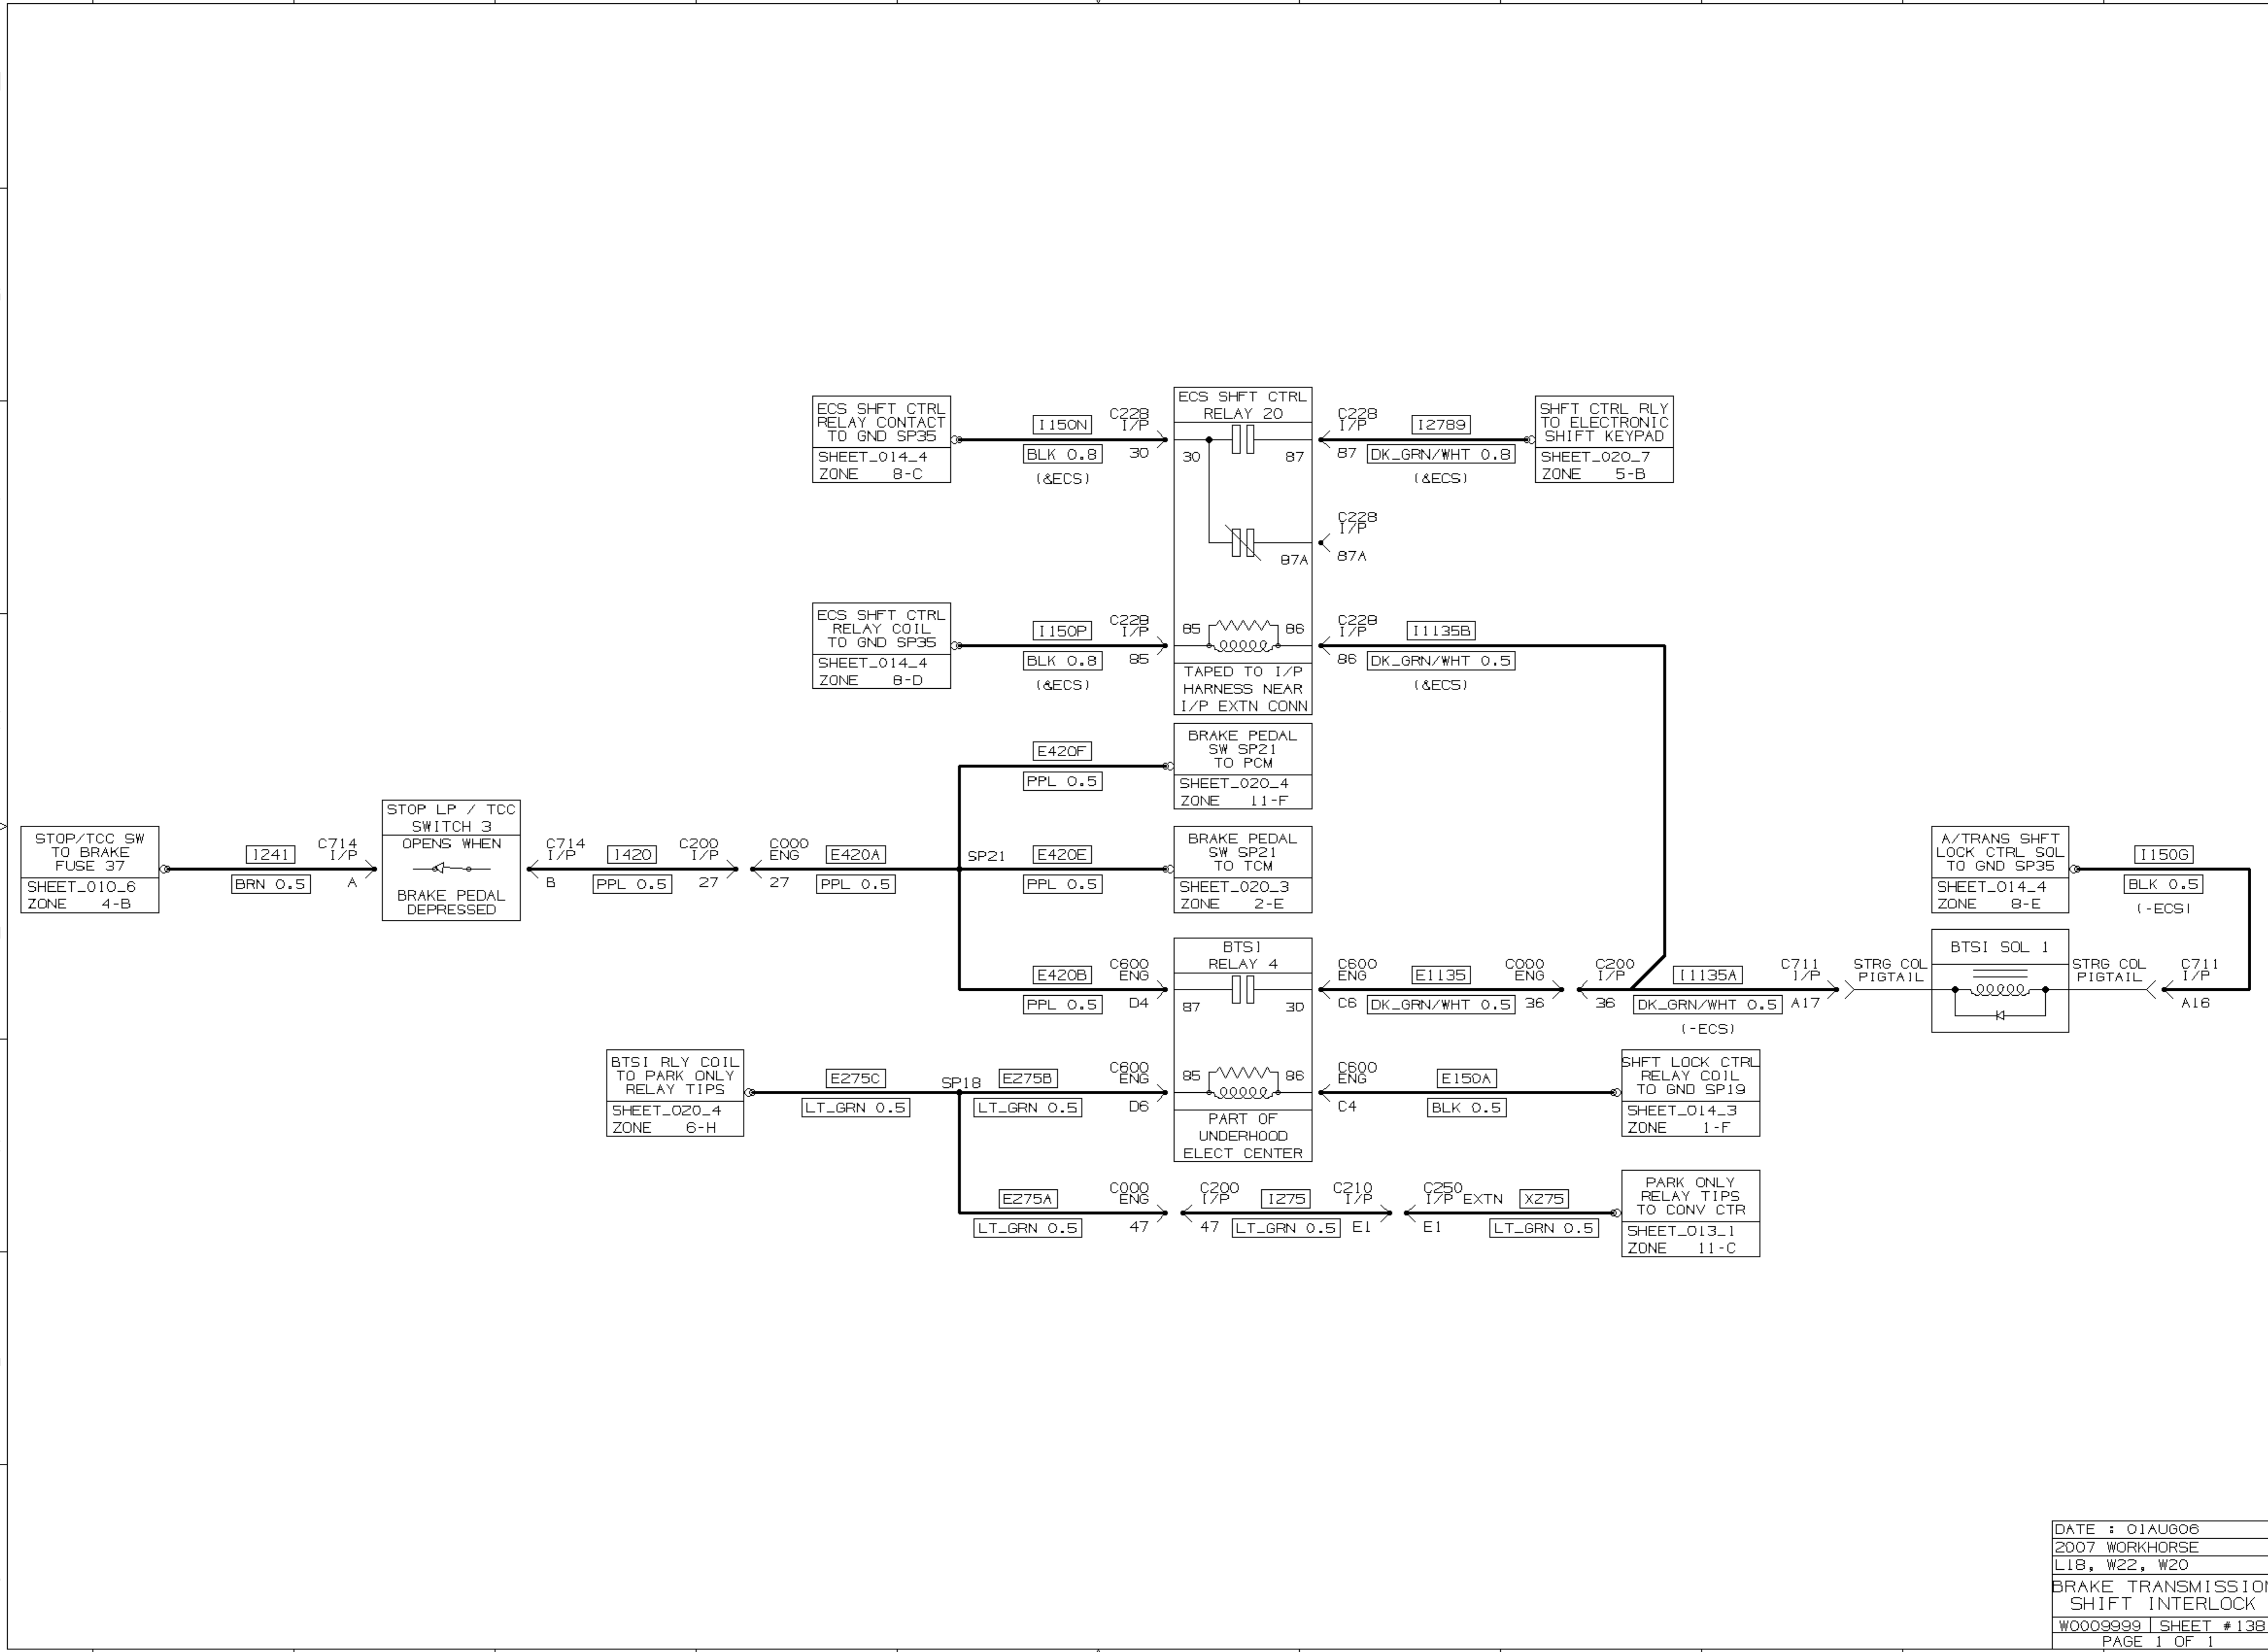 ECS SHFT CTRL
RELAY CONTACT
TO GND SP35
SHEET_014_4
ZONE 8-C
I150N
BLK 0.8
(&ECS)
C228
I/P
30
ECS SHFT CTRL
RELAY 20
30
87
87A
C228
I/P
87
I2789
DK_GRN/WHT 0.8
(&ECS)
SHFT CTRL RLY
TO ELECTRONIC
SHIFT KEYPAD
SHEET_020_7
ZONE 5-B
C228
I/P
87A
ECS SHFT CTRL
RELAY COIL
TO GND SP35
SHEET_014_4
ZONE 8-D
I150P
BLK 0.8
(&ECS)
C228
I/P
85
85
86
TAPED TO I/P
HARNESS NEAR
I/P EXTN CONN
C228
I/P
86
I1135B
DK_GRN/WHT 0.5
(&ECS)
E420F
PPL 0.5
BRAKE PEDAL
SW SP21
TO PCM
SHEET_020_4
ZONE 11-F
STOP/TCC SW
TO BRAKE
FUSE 37
SHEET_010_6
ZONE 4-B
I241
BRN 0.5
C714
I/P
A
STOP LP / TCC
SWITCH 3
OPENS WHEN
BRAKE PEDAL
DEPRESSED
C714
I/P
B
I420
PPL 0.5
C200
I/P
27
C000
ENG
27
E420A
PPL 0.5
SP21
E420E
PPL 0.5
BRAKE PEDAL
SW SP21
TO TCM
SHEET_020_3
ZONE 2-E
A/TRANS SHFT
LOCK CTRL SOL
TO GND SP35
SHEET_014_4
ZONE 8-E
I150G
BLK 0.5
(-ECS)
E420B
PPL 0.5
C600
ENG
D4
BTSI
RELAY 4
87
30
C600
ENG
C6
E1135
DK_GRN/WHT 0.5
C000
ENG
36
C200
I/P
36
I1135A
DK_GRN/WHT 0.5
(-ECS)
C711
I/P
A17
STRG COL
PIGTAIL
BTSI SOL 1
STRG COL
PIGTAIL
C711
I/P
A16
BTSI RLY COIL
TO PARK ONLY
RELAY TIPS
SHEET_020_4
ZONE 6-H
E275C
LT_GRN 0.5
SP18
E275B
LT_GRN 0.5
C600
ENG
D6
85
86
PART OF
UNDERHOOD
ELECT CENTER
C600
ENG
C4
E150A
BLK 0.5
SHFT LOCK CTRL
RELAY COIL
TO GND SP19
SHEET_014_3
ZONE 1-F
E275A
LT_GRN 0.5
C000
ENG
47
C200
I/P
47
I275
LT_GRN 0.5
C210
I/P
E1
C250
I/P EXTN
E1
X275
LT_GRN 0.5
PARK ONLY
RELAY TIPS
TO CONV CTR
SHEET_013_1
ZONE 11-C
DATE : 01AUG06
2007 WORKHORSE
L18, W22, W20
BRAKE TRANSMISSION
SHIFT INTERLOCK
W0009999 SHEET #138
PAGE 1 OF 1